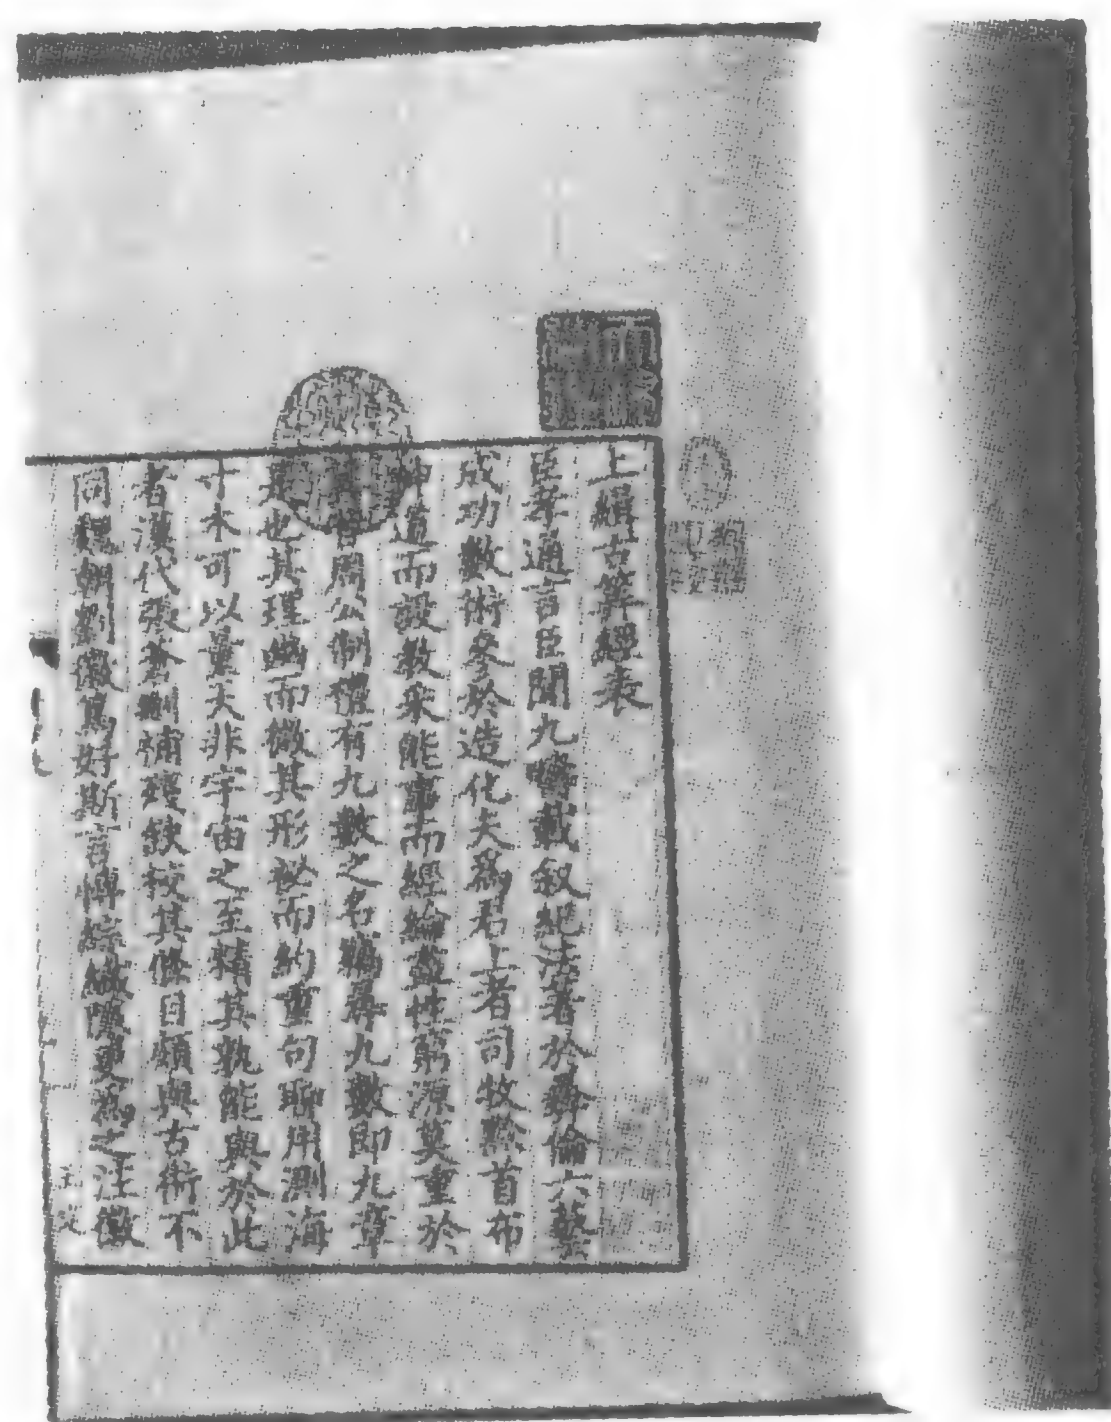 上緝古算經表
臣孝通言臣聞九疇載敘紀法著於彝倫六藝
成功數術參於造化夫為君上者司牧黔首布
神道而設教采能事而經綸盡性窮源莫重於
昔周公制禮有九數之名竊尋九數即九章
是也其理幽而微其形祕而約重句聊用測海
寸木可以量天非宇宙之至精其孰能與於此
者漢代張蒼刪補殘缺校其條目頗與古術不
同魏朝劉徽篤好斯言博綜纖隱更為之注徽